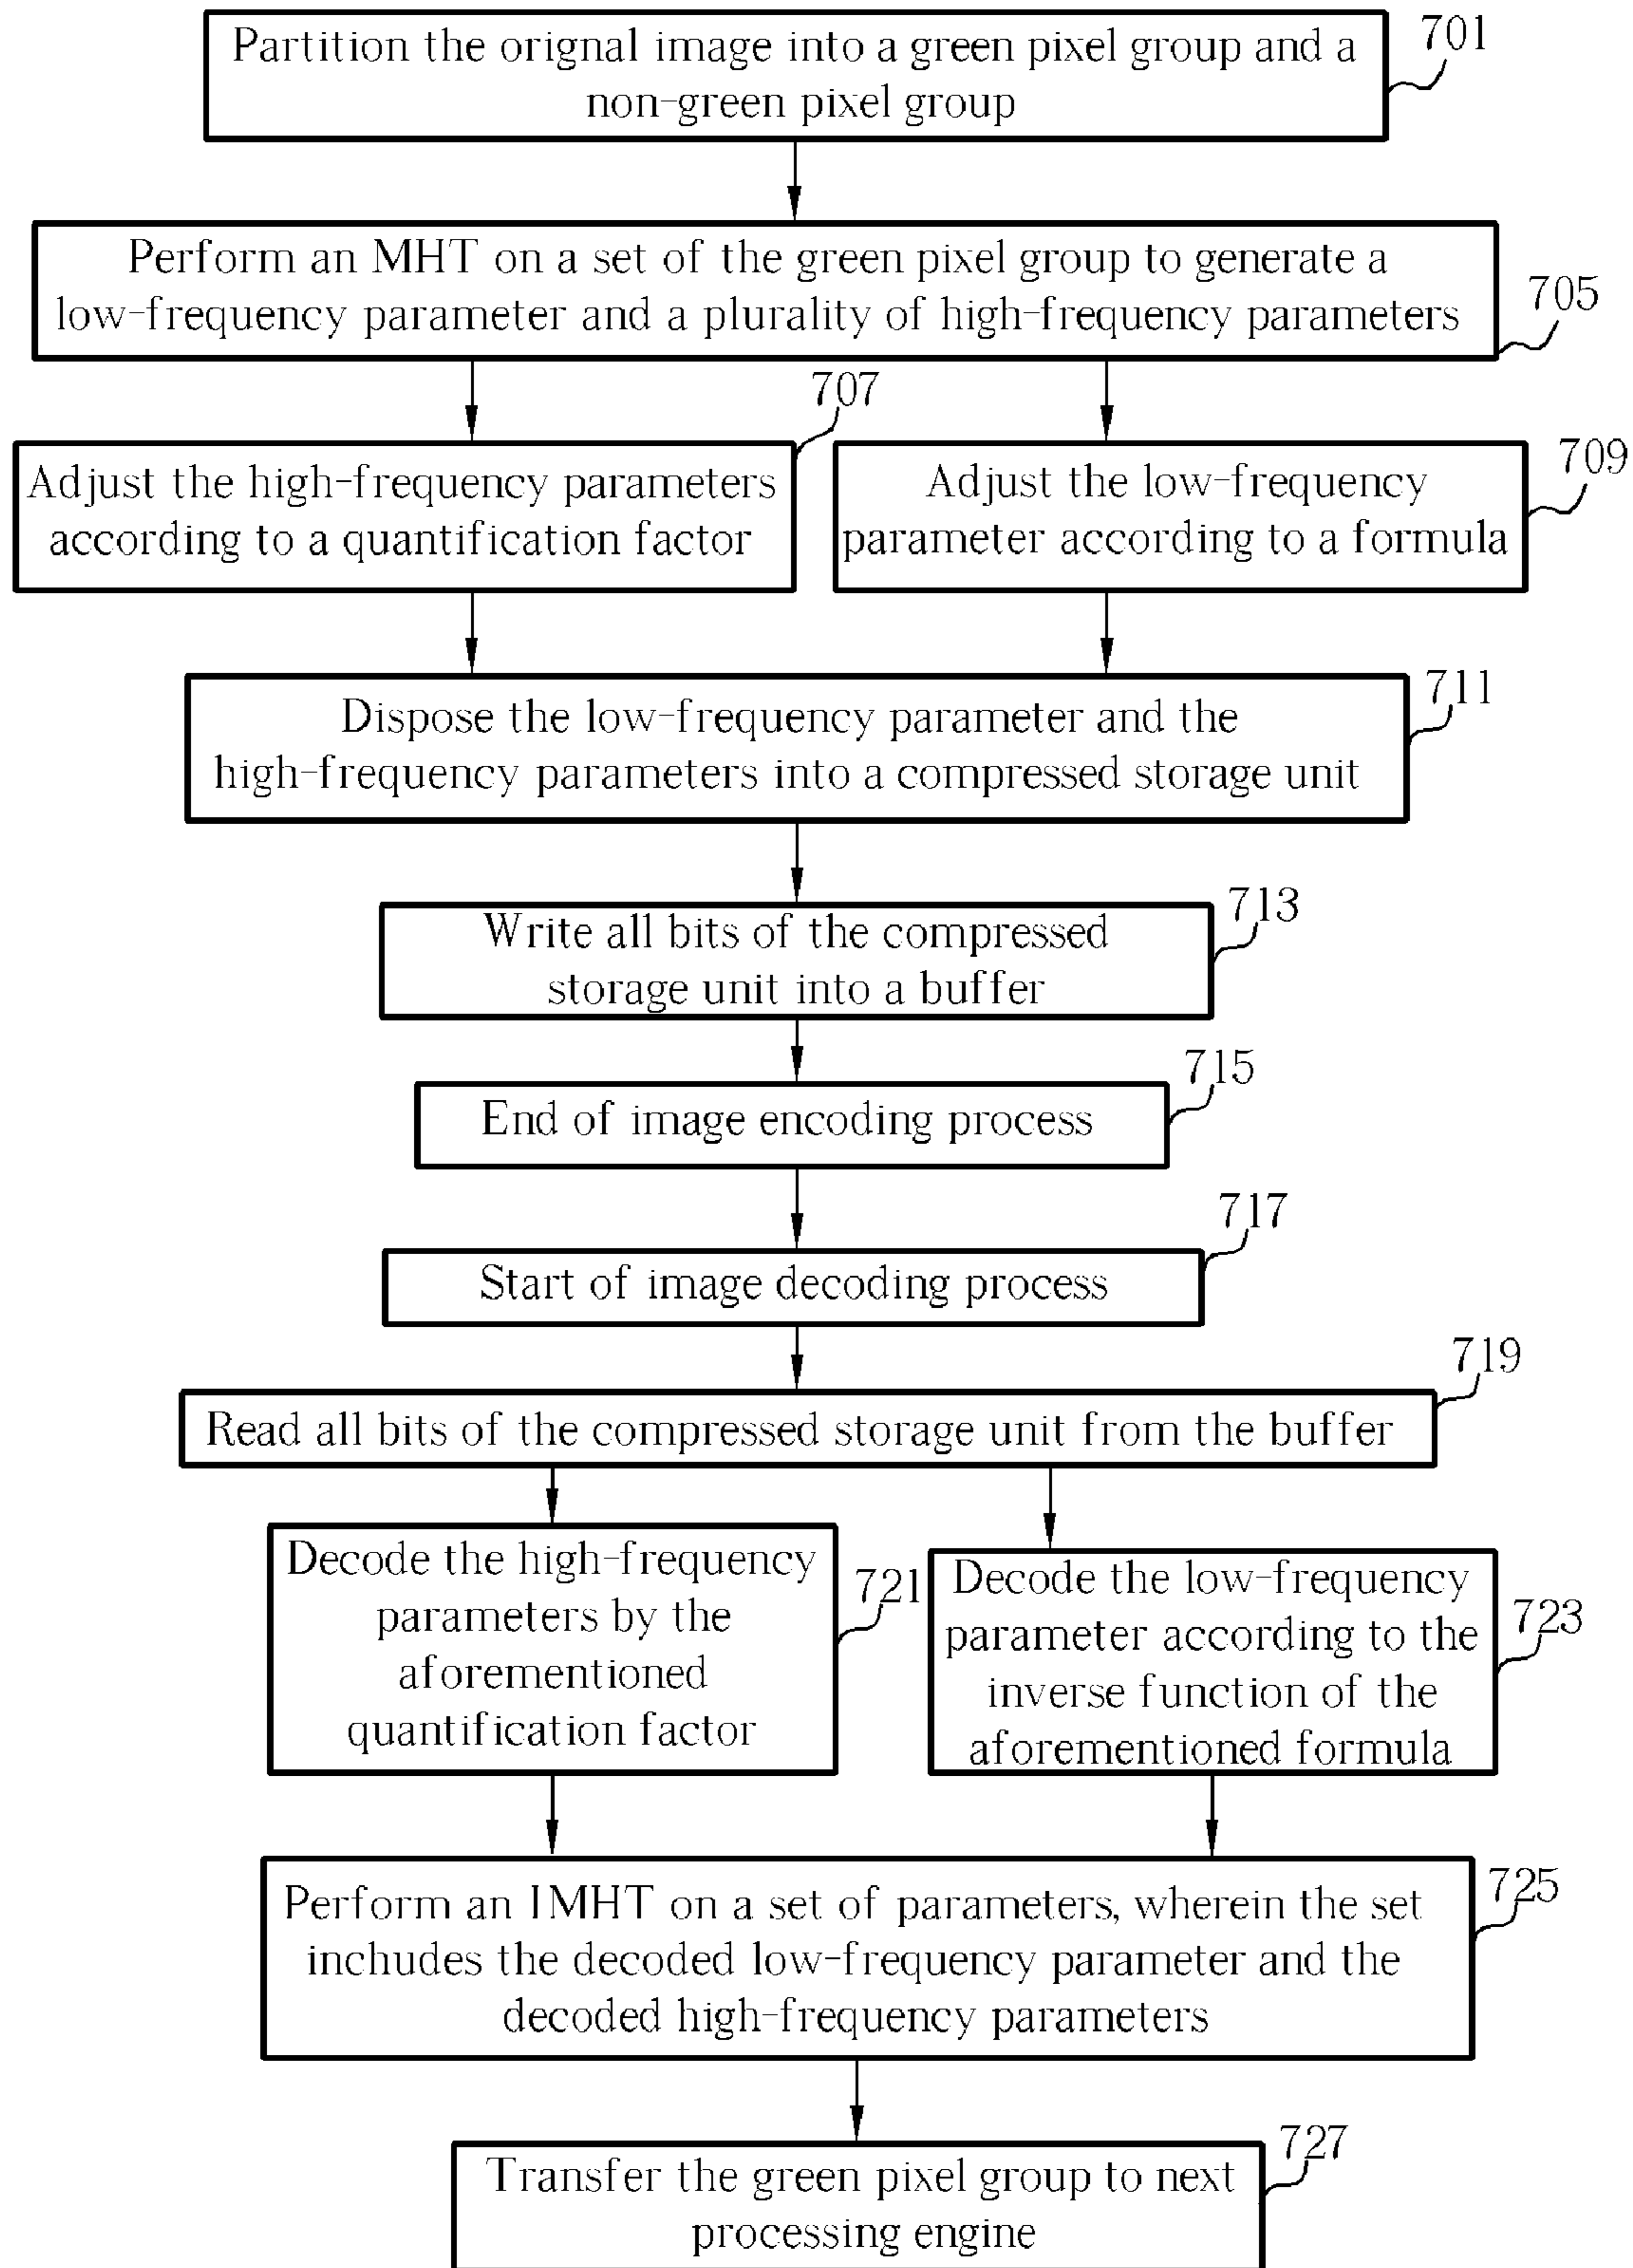 Partition the orignal image into a green pixel group and a
non-green pixel group
701
Perform an MHT on a set of the green pixel group to generate a
low-frequency parameter and a plurality of high-frequency parameters
705
707
Adjust the high-frequency parameters
according to a quantification factor
709
Adjust the low-frequency
parameter according to a formula
711
Dispose the low-frequency parameter and the
high-frequency parameters into a compressed storage unit
713
Write all bits of the compressed
storage unit into a buffer
715
End of image encoding process
717
Start of image decoding process
719
Read all bits of the compressed storage unit from the buffer
Decode the high-frequency
parameters by the
aforementioned
quantification factor
721
Decode the low-frequency
parameter according to the
inverse function of the
aforementioned formula
723
725
Perform an IMHT on a set of parameters, wherein the set
inchudes the decoded low-frequency parameter and the
decoded high-frequency parameters
727
Transfer the green pixel group to next
processing engine